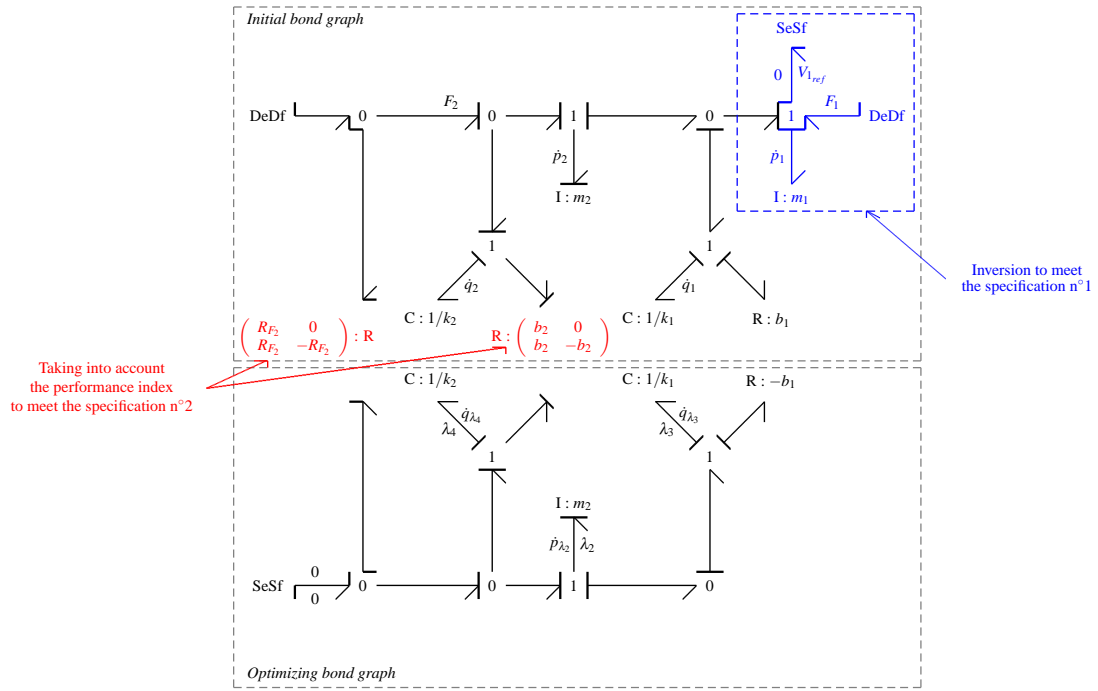 Initial bond graph
SeSf
0 V1ref
DeDf 0 F2 0 1 0 1 F1 DeDf
ṗ2 ṗ1
I : m2 I : m1
1 1
q̇2 q̇1
Inversion to meet
the specification n°1
C : 1/k2 C : 1/k1 R : b1
( RF2 0 ) : R R : ( b2 0 )
( RF2 −RF2 ) ( b2 −b2 )
Taking into account
the performance index
to meet the specification n°2
C : 1/k2 C : 1/k1 R : −b1
q̇λ4 q̇λ3
λ4 λ3
1 1
I : m2
ṗλ2 λ2
0
SeSf 0 0 1 0
0
Optimizing bond graph